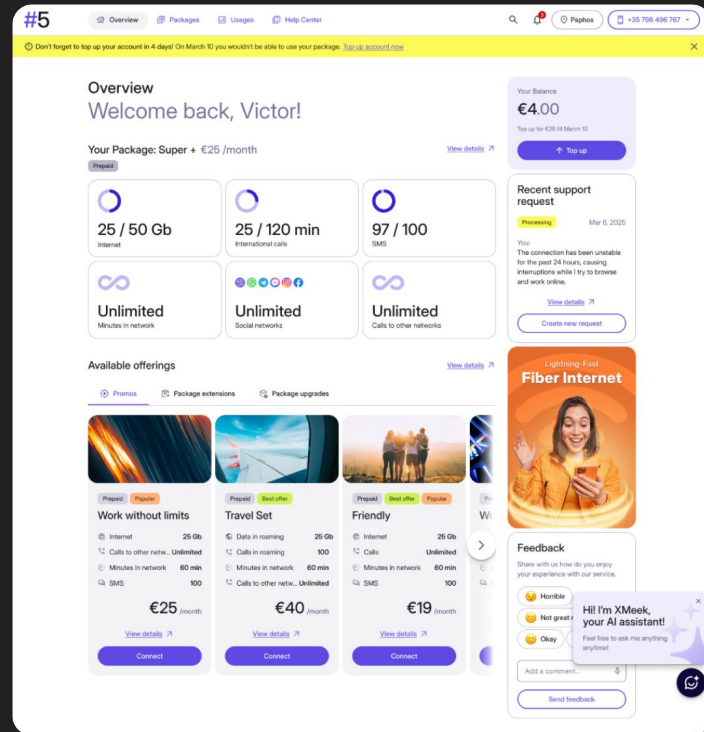 #5
Overview
Packages
Usages
Help Center
2
Paphos
+35 796 496 767
Don't forget to top up your account in 4 days! On March 10 you wouldn't be able to use your package. Top up account now
Overview
Welcome back, Victor!
Your Package: Super + €25 /month
View details
Prepaid
25 / 50 Gb
Internet
25 / 120 min
International calls
97 / 100
SMS
Unlimited
Minutes in network
Unlimited
Social networks
Unlimited
Calls to other networks
Available offerings
View details
Promos
Package extensions
Package upgrades
Prepaid
Popular
Work without limits
Internet 25 Gb
Calls to other netw... Unlimited
Minutes in network 60 min
SMS 100
€25 /month
View details
Connect
Prepaid
Best offer
Travel Set
Data in roaming 25 Gb
Calls in roaming 100
Minutes in network 60 min
Calls to other netw... Unlimited
€40 /month
View details
Connect
Prepaid
Best offer
Popular
Friendly
Internet 25 Gb
Calls Unlimited
Minutes in network 60 min
SMS 100
€19 /month
View details
Connect
Your Balance
€4.00
Top up for €25 till March 10
Top up
Recent support
request
Processing
Mar 6, 2025
You:
The connection has been unstable
for the past 24 hours, causing
interruptions while I try to browse
and work online.
View details
Create new request
Lightning-Fast
Fiber Internet
Feedback
Share with us how do you enjoy
your experience with our service.
Horrible
Not great
Okay
Add a comment...
Send feedback
Hi! I'm XMeek,
your AI assistant!
Feel free to ask me anything
anytime!